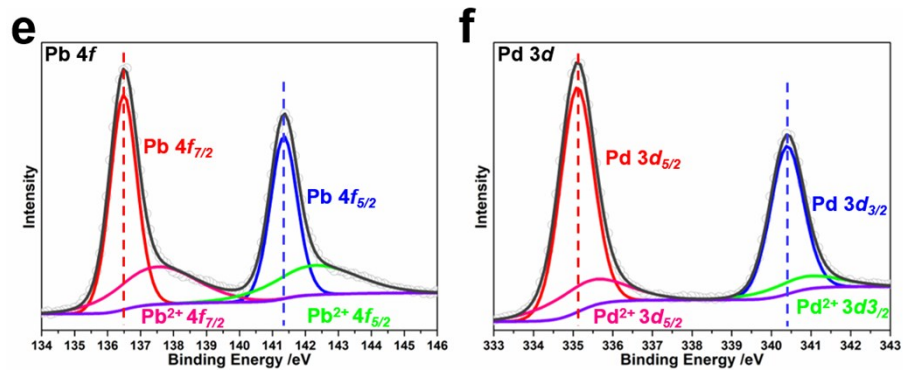 e
Pb 4f
Pb 4f7/2
Pb 4f5/2
Pb2+ 4f7/2
Pb2+ 4f5/2
Intensity
134 135 136 137 138 139 140 141 142 143 144 145 146
Binding Energy /eV
f
Pd 3d
Pd 3d5/2
Pd 3d3/2
Pd2+ 3d5/2
Pd2+ 3d3/2
Intensity
333 334 335 336 337 338 339 340 341 342 343
Binding Energy /eV